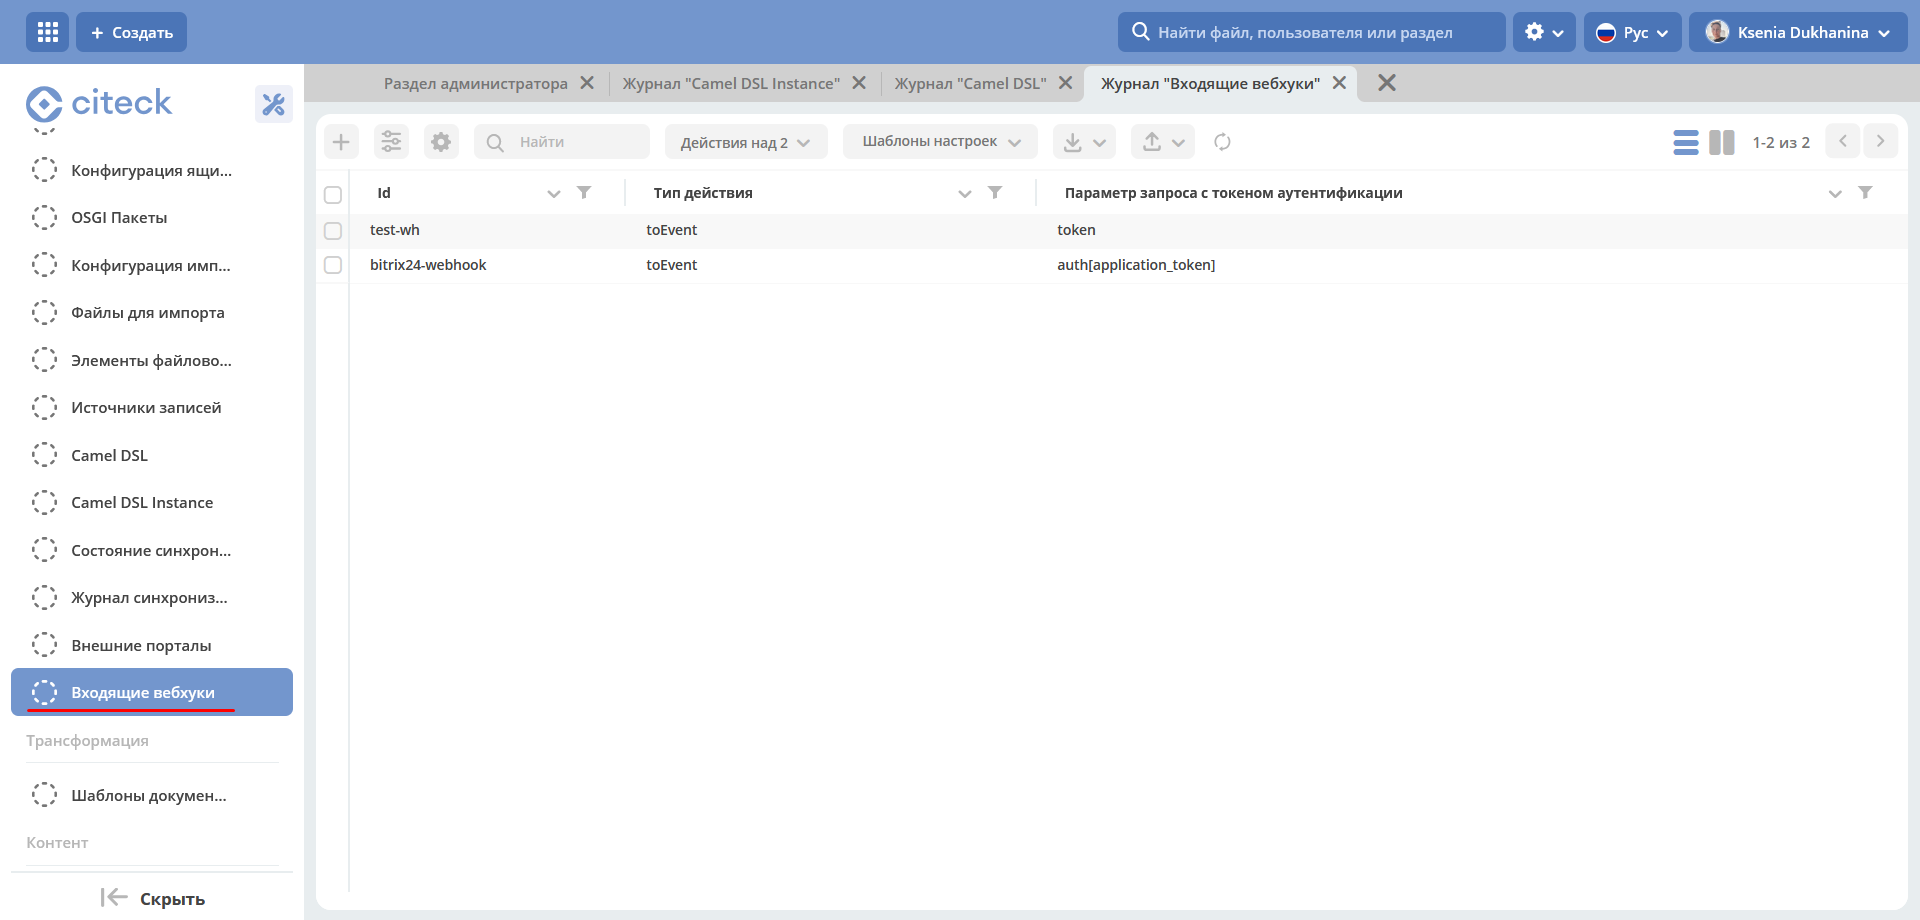 + Создать
Найти файл, пользователя или раздел
Рус
Ksenia Dukhanina
citeck
Раздел администратора
Журнал "Camel DSL Instance"
Журнал "Camel DSL"
Журнал "Входящие вебхуки"
Конфигурация ящи...
OSGI Пакеты
Конфигурация имп...
Файлы для импорта
Элементы файлово...
Источники записей
Camel DSL
Camel DSL Instance
Состояние синхрон...
Журнал синхрониз...
Внешние порталы
Входящие вебхуки
Трансформация
Шаблоны докумен...
Контент
Скрыть
Найти
Действия над 2
Шаблоны настроек
1-2 из 2
Id Тип действия Параметр запроса с токеном аутентификации
test-wh toEvent token
bitrix24-webhook toEvent auth[application_token]